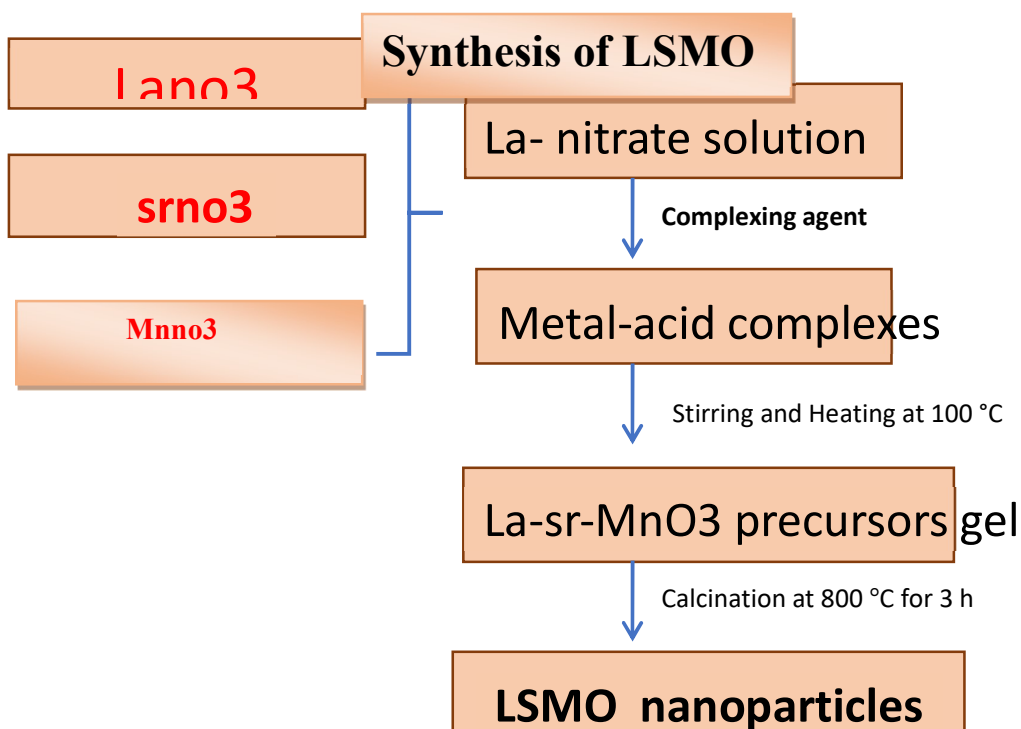 Synthesis of LSMO
Lano3
srno3
Mnno3
La- nitrate solution
Complexing agent
Metal-acid complexes
Stirring and Heating at 100 °C
La-sr-MnO3 precursors gel
Calcination at 800 °C for 3 h
LSMO nanoparticles